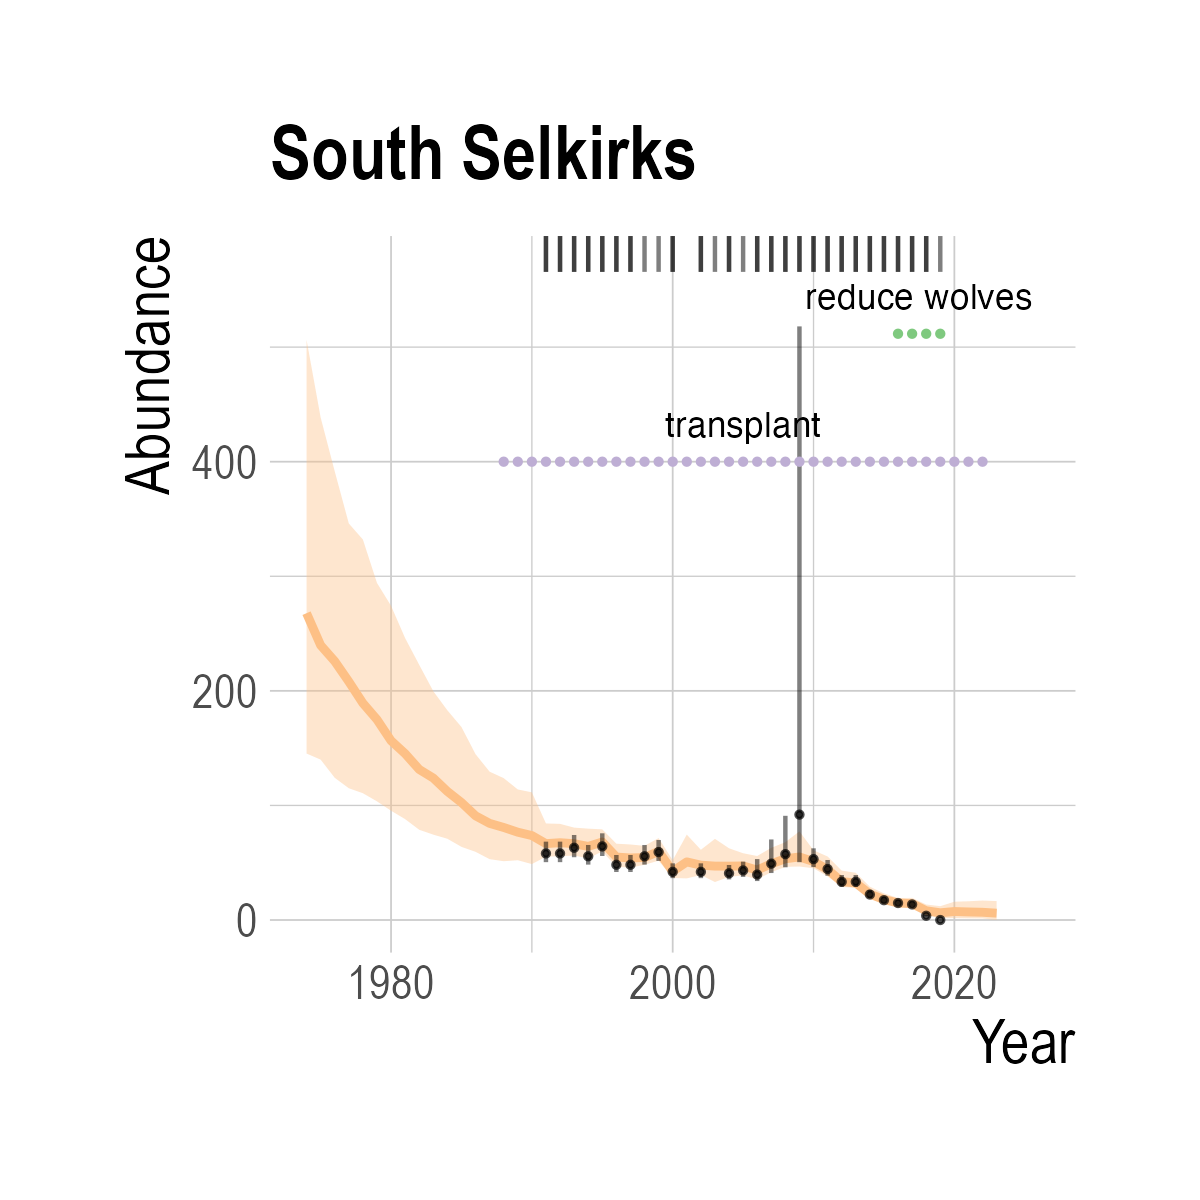 South Selkirks
Abundance
reduce wolves
transplant
400
200
0
1980 2000 2020
Year